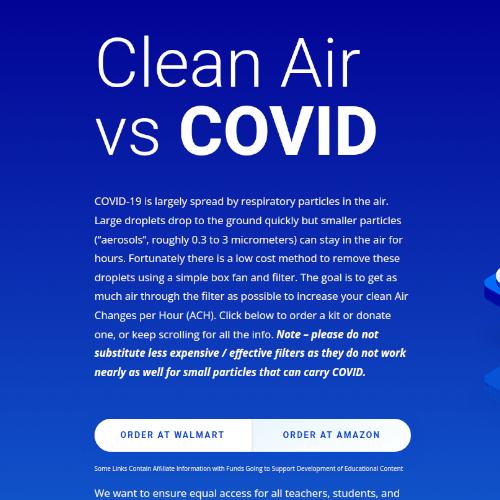 Clean Air
vs COVID
COVID-19 is largely spread by respiratory particles in the air.
Large droplets drop to the ground quickly but smaller particles
("aerosols", roughly 0.3 to 3 micrometers) can stay in the air for
hours. Fortunately there is a low cost method to remove these
droplets using a simple box fan and filter. The goal is to get as
much air through the filter as possible to increase your clean Air
Changes per Hour (ACH). Click below to order a kit or donate
one, or keep scrolling for all the info. Note – please do not
substitute less expensive / effective filters as they do not work
nearly as well for small particles that can carry COVID.
ORDER AT WALMART
ORDER AT AMAZON
Some Links Contain Affiliate Information with Funds Going to Support Development of Educational Content
We want to ensure equal access for all teachers, students, and